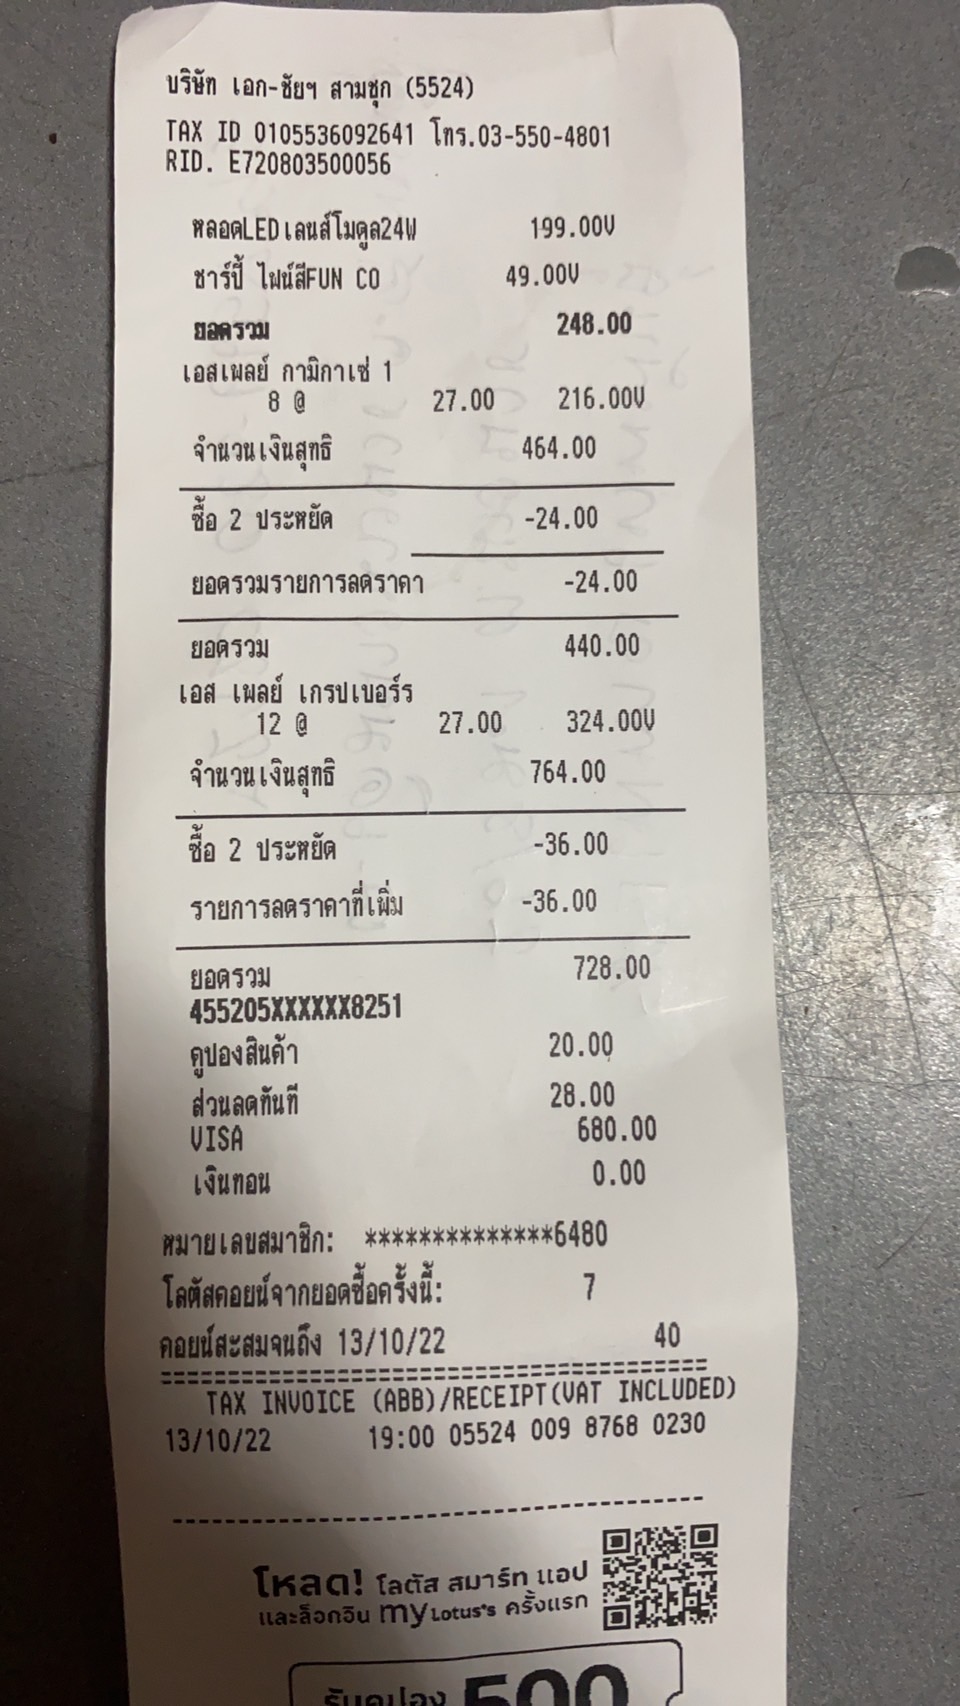 บริษัท เอก-ชัยฯ สามชุก (5524)
TAX ID 0105536092641 โทร.03-550-4801
RID. E720803500056
หลอดLEDเลนส์โมดูล24W 199.00V
ชาร์ปี้ ไฟน์สีFUN CO 49.00V
ยอดรวม 248.00
เอสเพลย์ กามิกาเซ่ 1
8 @ 27.00 216.00V
จำนวนเงินสุทธิ 464.00
ซื้อ 2 ประหยัด -24.00
ยอดรวมรายการลดราคา -24.00
ยอดรวม 440.00
เอส เพลย์ เกรปเบอร์ร
12 @ 27.00 324.00V
จำนวนเงินสุทธิ 764.00
ซื้อ 2 ประหยัด -36.00
รายการลดราคาที่เพิ่ม -36.00
ยอดรวม 728.00
455205XXXXXX8251
คูปองสินค้า 20.00
ส่วนลดทันที 28.00
VISA 680.00
เงินทอน 0.00
หมายเลขสมาชิก: **************6480
โลตัสคอยน์จากยอดซื้อครั้งนี้: 7
คอยน์สะสมจนถึง 13/10/22 40
TAX INVOICE (ABB)/RECEIPT(VAT INCLUDED)
13/10/22 19:00 05524 009 8768 0230
โหลด! โลตัส สมาร์ท แอป
และล็อกอิน my Lotus's ครั้งแรก
รับคูปอง 500